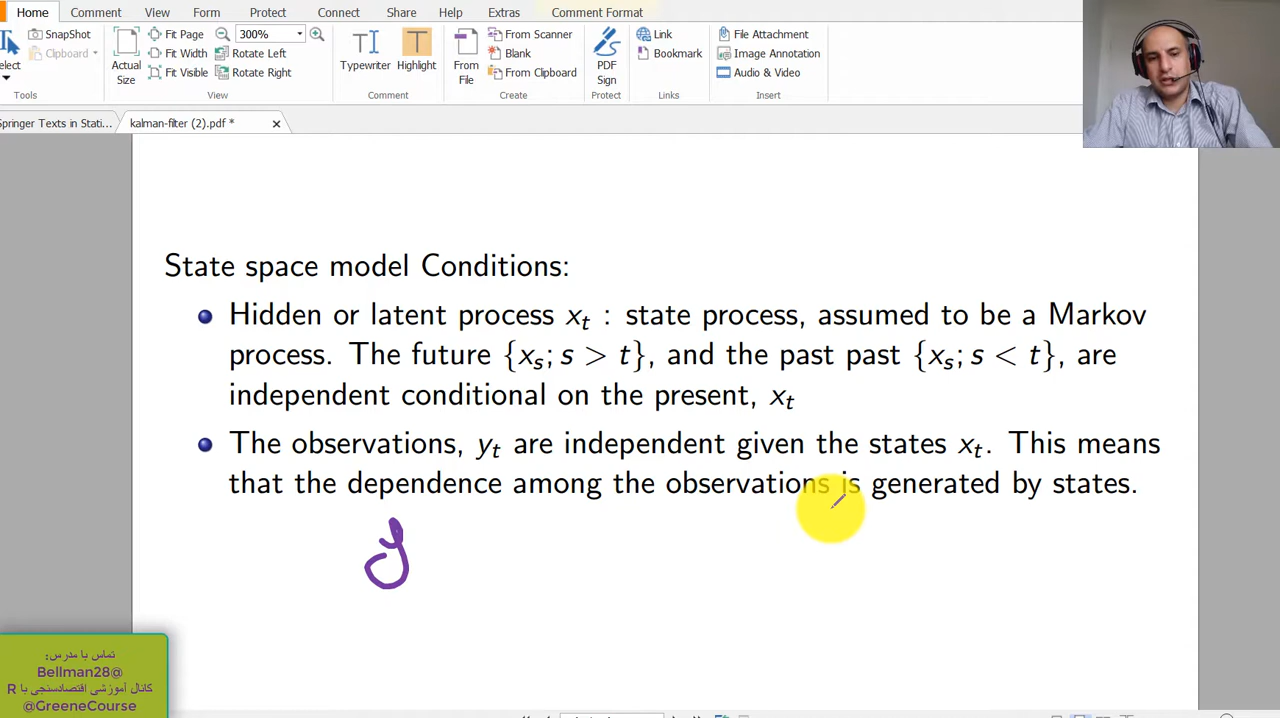 Home Comment View Form Protect Connect Share Help Extras Comment Format
SnapShot Fit Page 300% Link File Attachment
Clipboard Fit Width Rotate Left Bookmark Image Annotation
Fit Visible Rotate Right Audio & Video
Actual Size Typewriter Highlight From File From Scanner Blank From Clipboard PDF Sign
Tools View Comment Create Protect Links Insert
Springer Texts in Stati... kalman-filter (2).pdf *
State space model Conditions:
Hidden or latent process xₜ : state process, assumed to be a Markov
process. The future {xₛ; s > t}, and the past past {xₛ; s < t}, are
independent conditional on the present, xₜ
The observations, yₜ are independent given the states xₜ. This means
that the dependence among the observations is generated by states.
y
تماس با مدرس:
@Bellman28
کانال آموزشی اقتصادسنجی با R
@GreeneCourse